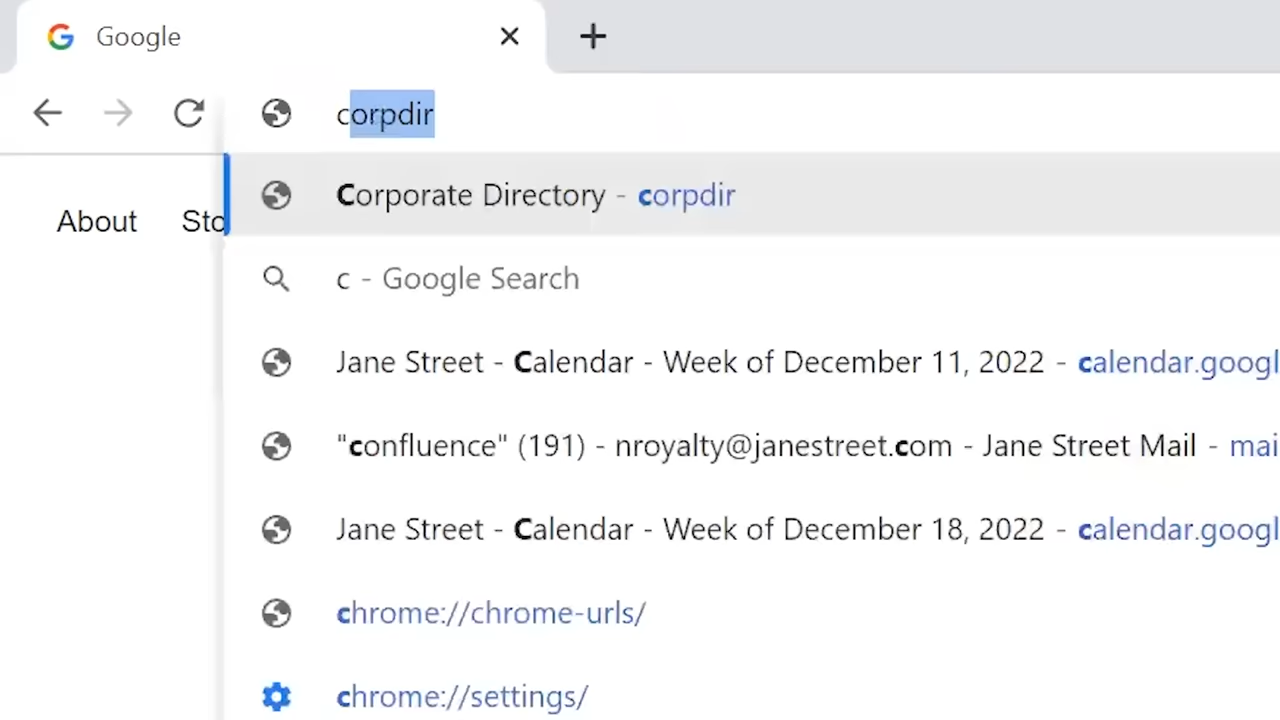 Google
corpdir
About Sto
Corporate Directory - corpdir
c - Google Search
Jane Street - Calendar - Week of December 11, 2022 - calendar.googl
"confluence" (191) - nroyalty@janestreet.com - Jane Street Mail - mai
Jane Street - Calendar - Week of December 18, 2022 - calendar.googl
chrome://chrome-urls/
chrome://settings/